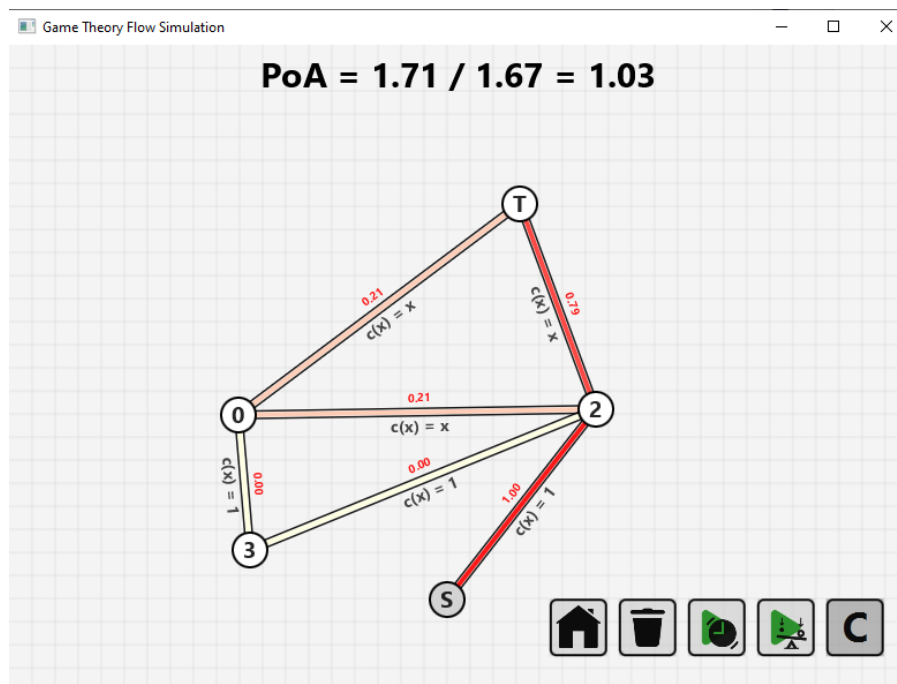 Game Theory Flow Simulation
PoA = 1.71 / 1.67 = 1.03
T
0.21
c(x) = x
0.79
c(x) = x
0
0.21
c(x) = x
2
c(x) = 1
0.00
0.00
c(x) = 1
3
1.00
c(x) = 1
S
C